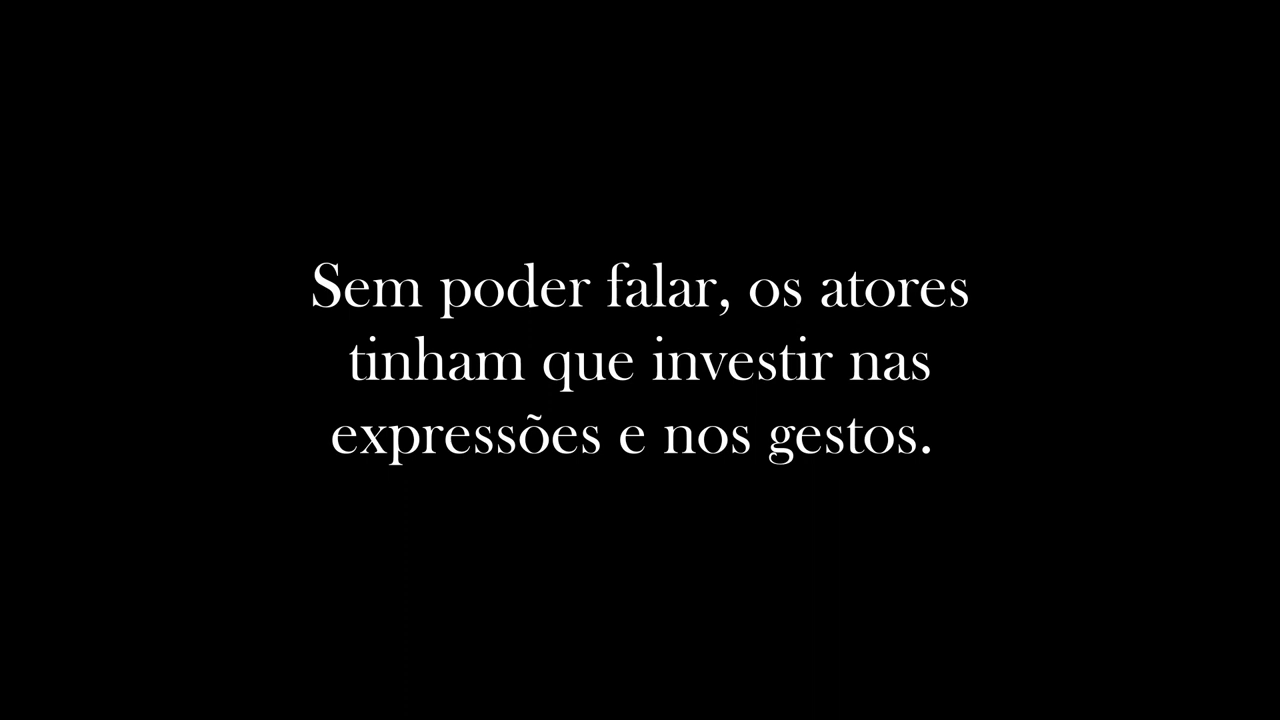 Sem poder falar, os atores
tinham que investir nas
expressões e nos gestos.